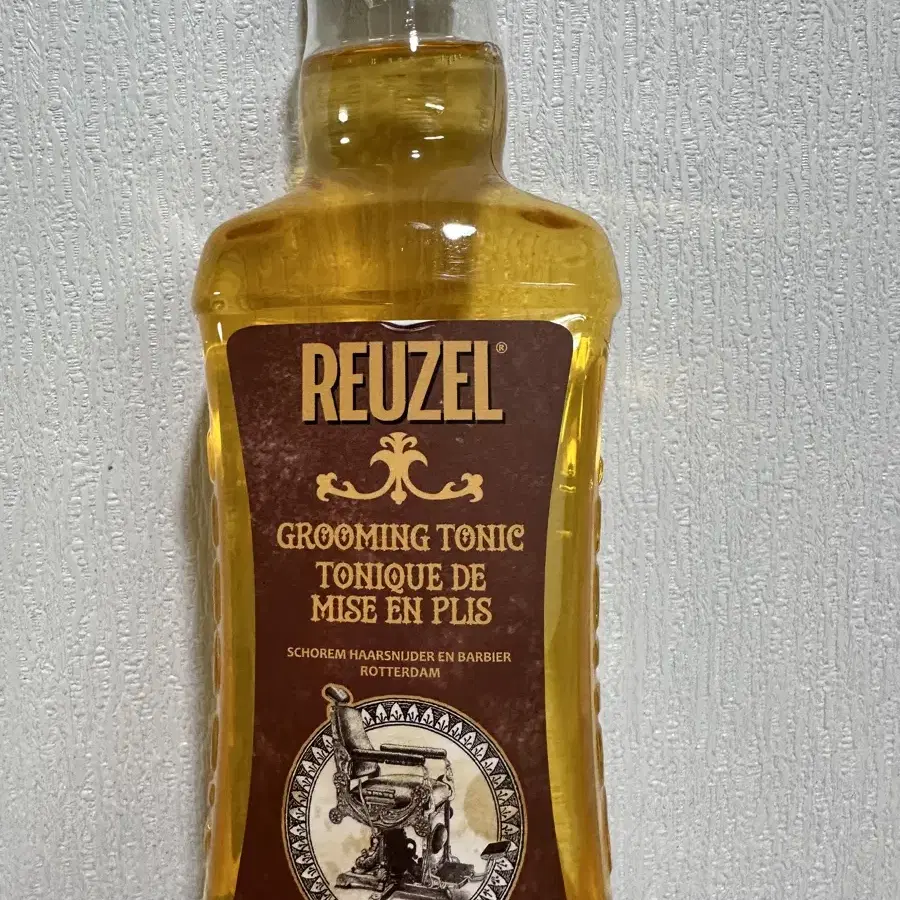 REUZEL®
GROOMING TONIC
TONIQUE DE
MISE EN PLIS
SCHOREM HAARSNIJDER EN BARBIER
ROTTERDAM